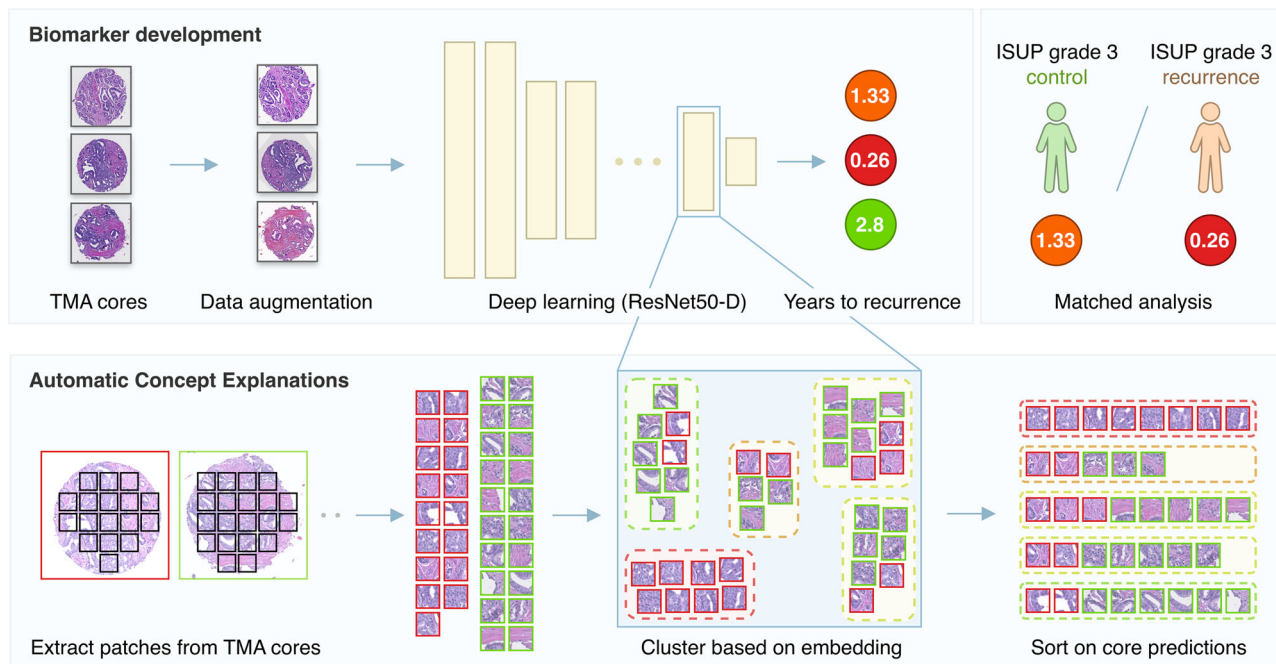 Biomarker development
TMA cores
Data augmentation
Deep learning (ResNet50-D)
1.33
0.26
2.8
Years to recurrence
ISUP grade 3
control
ISUP grade 3
recurrence
1.33
0.26
Matched analysis
Automatic Concept Explanations
Extract patches from TMA cores
Cluster based on embedding
Sort on core predictions